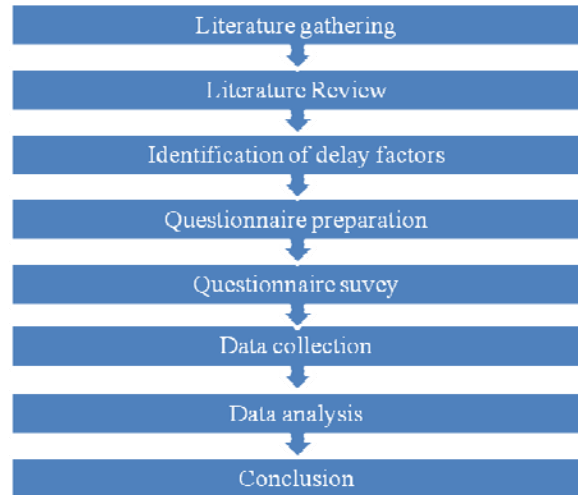 Literature gathering
Literature Review
Identification of delay factors
Questionnaire preparation
Questionnaire suvey
Data collection
Data analysis
Conclusion